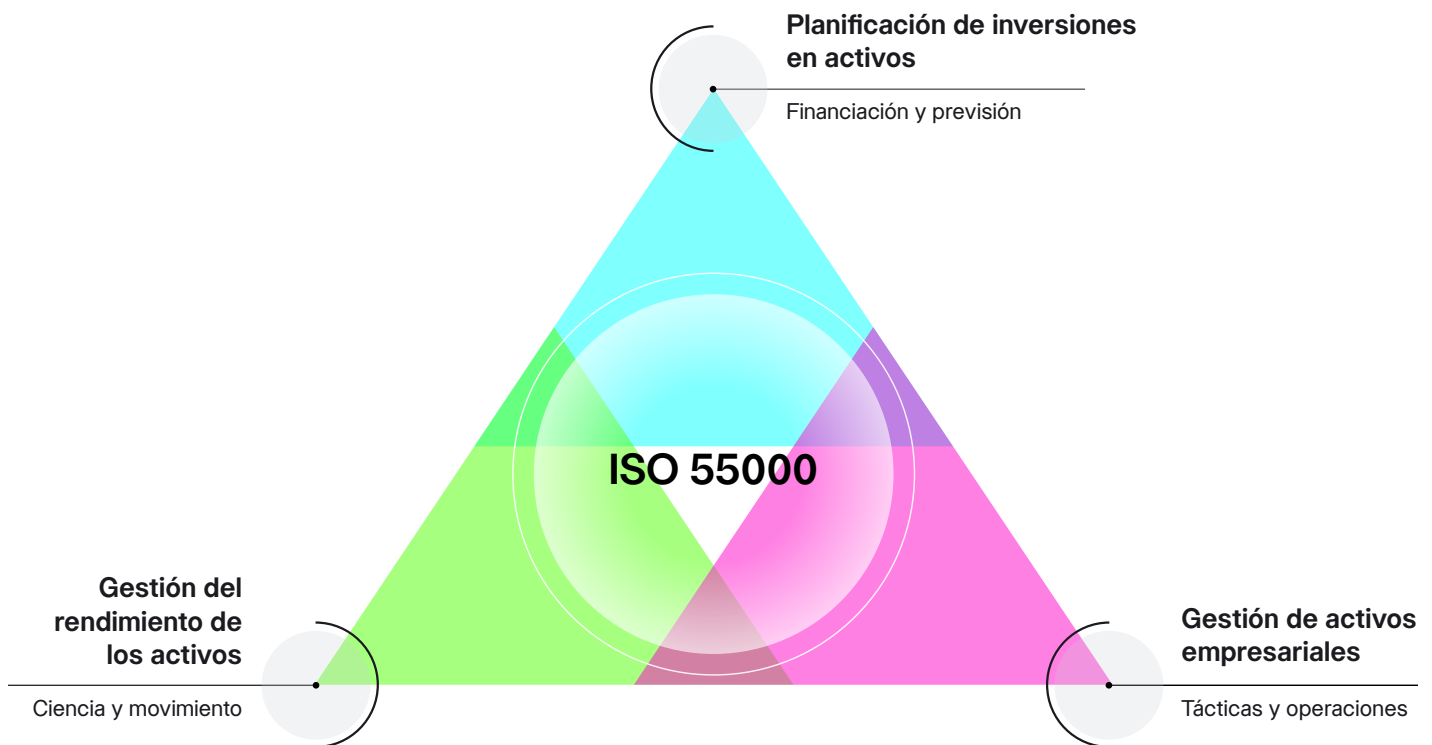 Planificación de inversiones
en activos
Financiación y previsión
ISO 55000
Gestión del
rendimiento de
los activos
Ciencia y movimiento
Gestión de activos
empresariales
Tácticas y operaciones